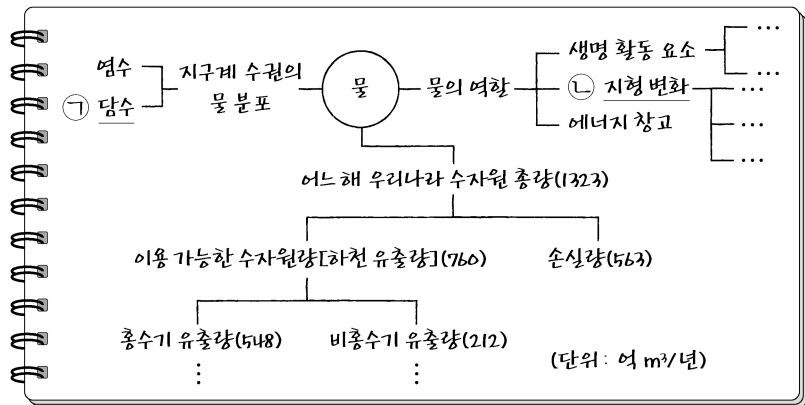 염수
㉠ 담수
지구계 수권의
물 분포
물
물의 역할
생명 활동 요소
…
…
㉡ 지형 변화
…
…
…
에너지 창고
어느 해 우리나라 수자원 총량(1323)
이용 가능한 수자원량[하천 유출량](760)
손실량(563)
홍수기 유출량(548)
비홍수기 유출량(212)
⋮
⋮
(단위 : 억 m³/년)